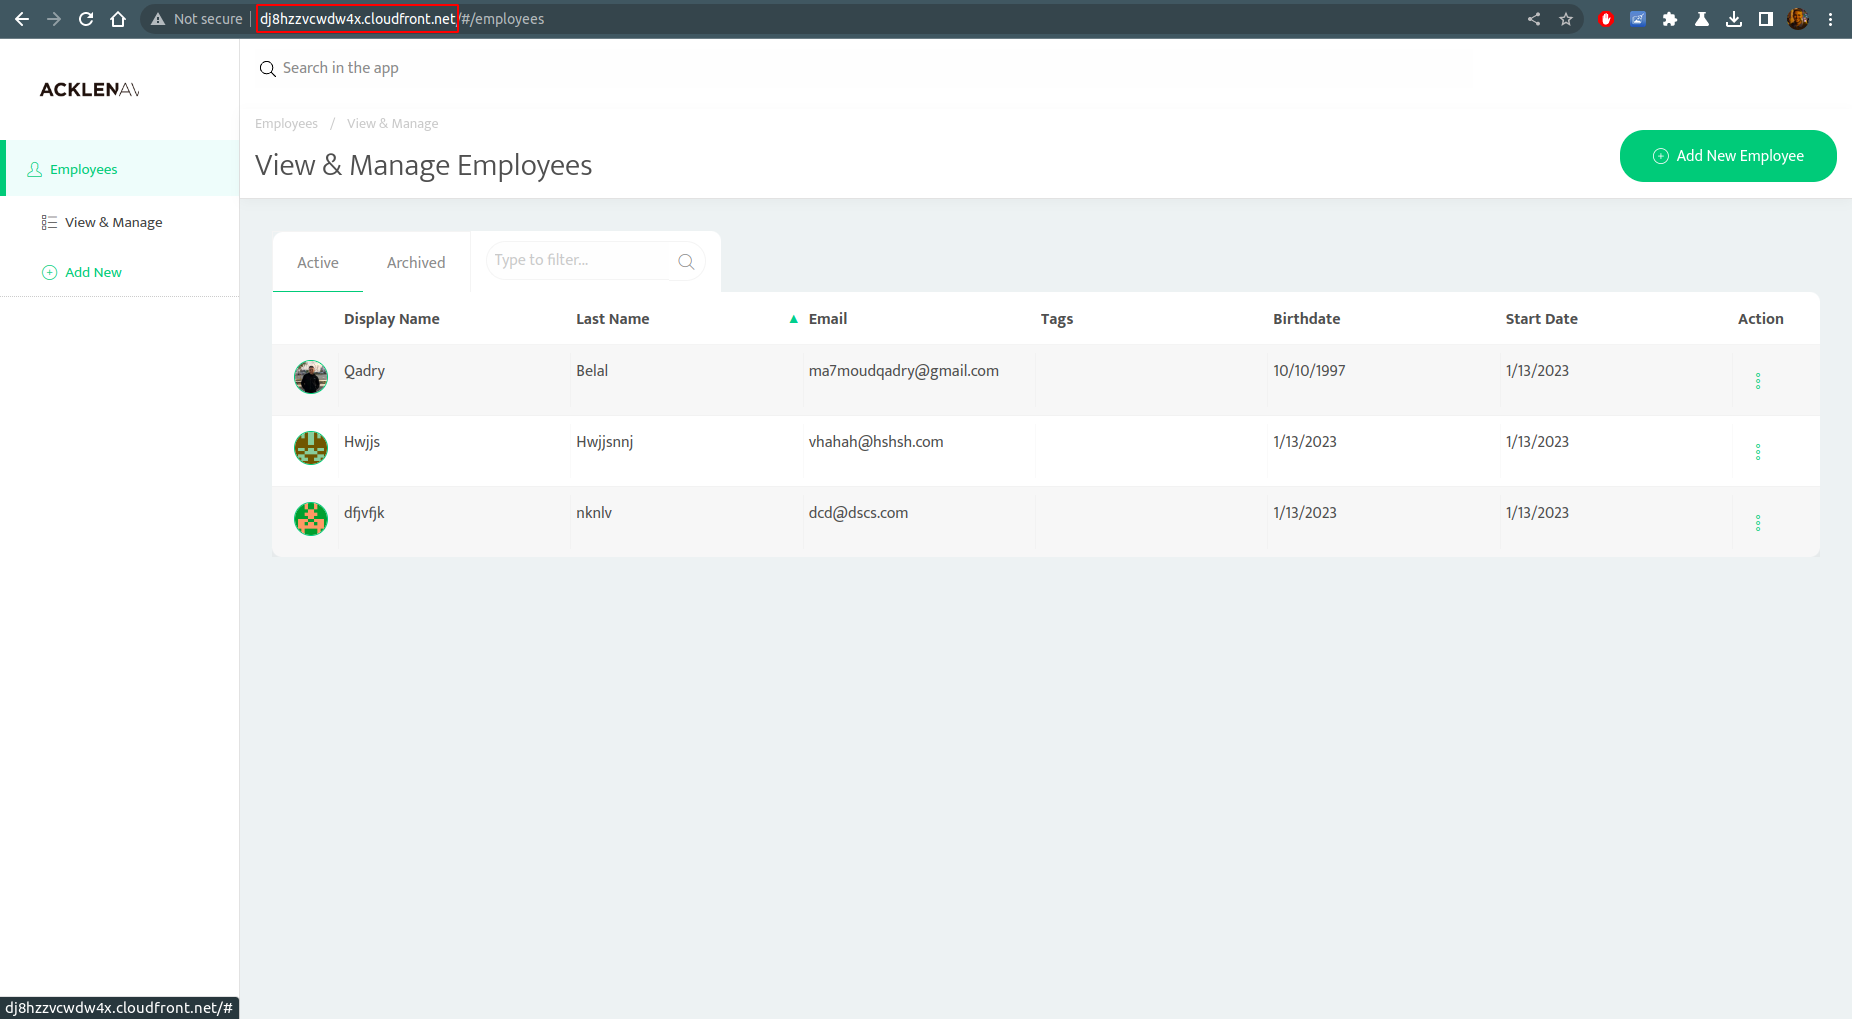 Not secure | dj8hzzvcwdw4x.cloudfront.net/#/employees
Search in the app
ACKLENAV
Employees / View & Manage
View & Manage Employees
Add New Employee
Employees
View & Manage
Add New
Active Archived Type to filter...
Display Name Last Name ▲ Email Tags Birthdate Start Date Action
Qadry Belal ma7moudqadry@gmail.com 10/10/1997 1/13/2023
Hwjjs Hwjjsnnj vhahah@hshsh.com 1/13/2023 1/13/2023
dfjvfjk nknlv dcd@dscs.com 1/13/2023 1/13/2023
dj8hzzvcwdw4x.cloudfront.net/#